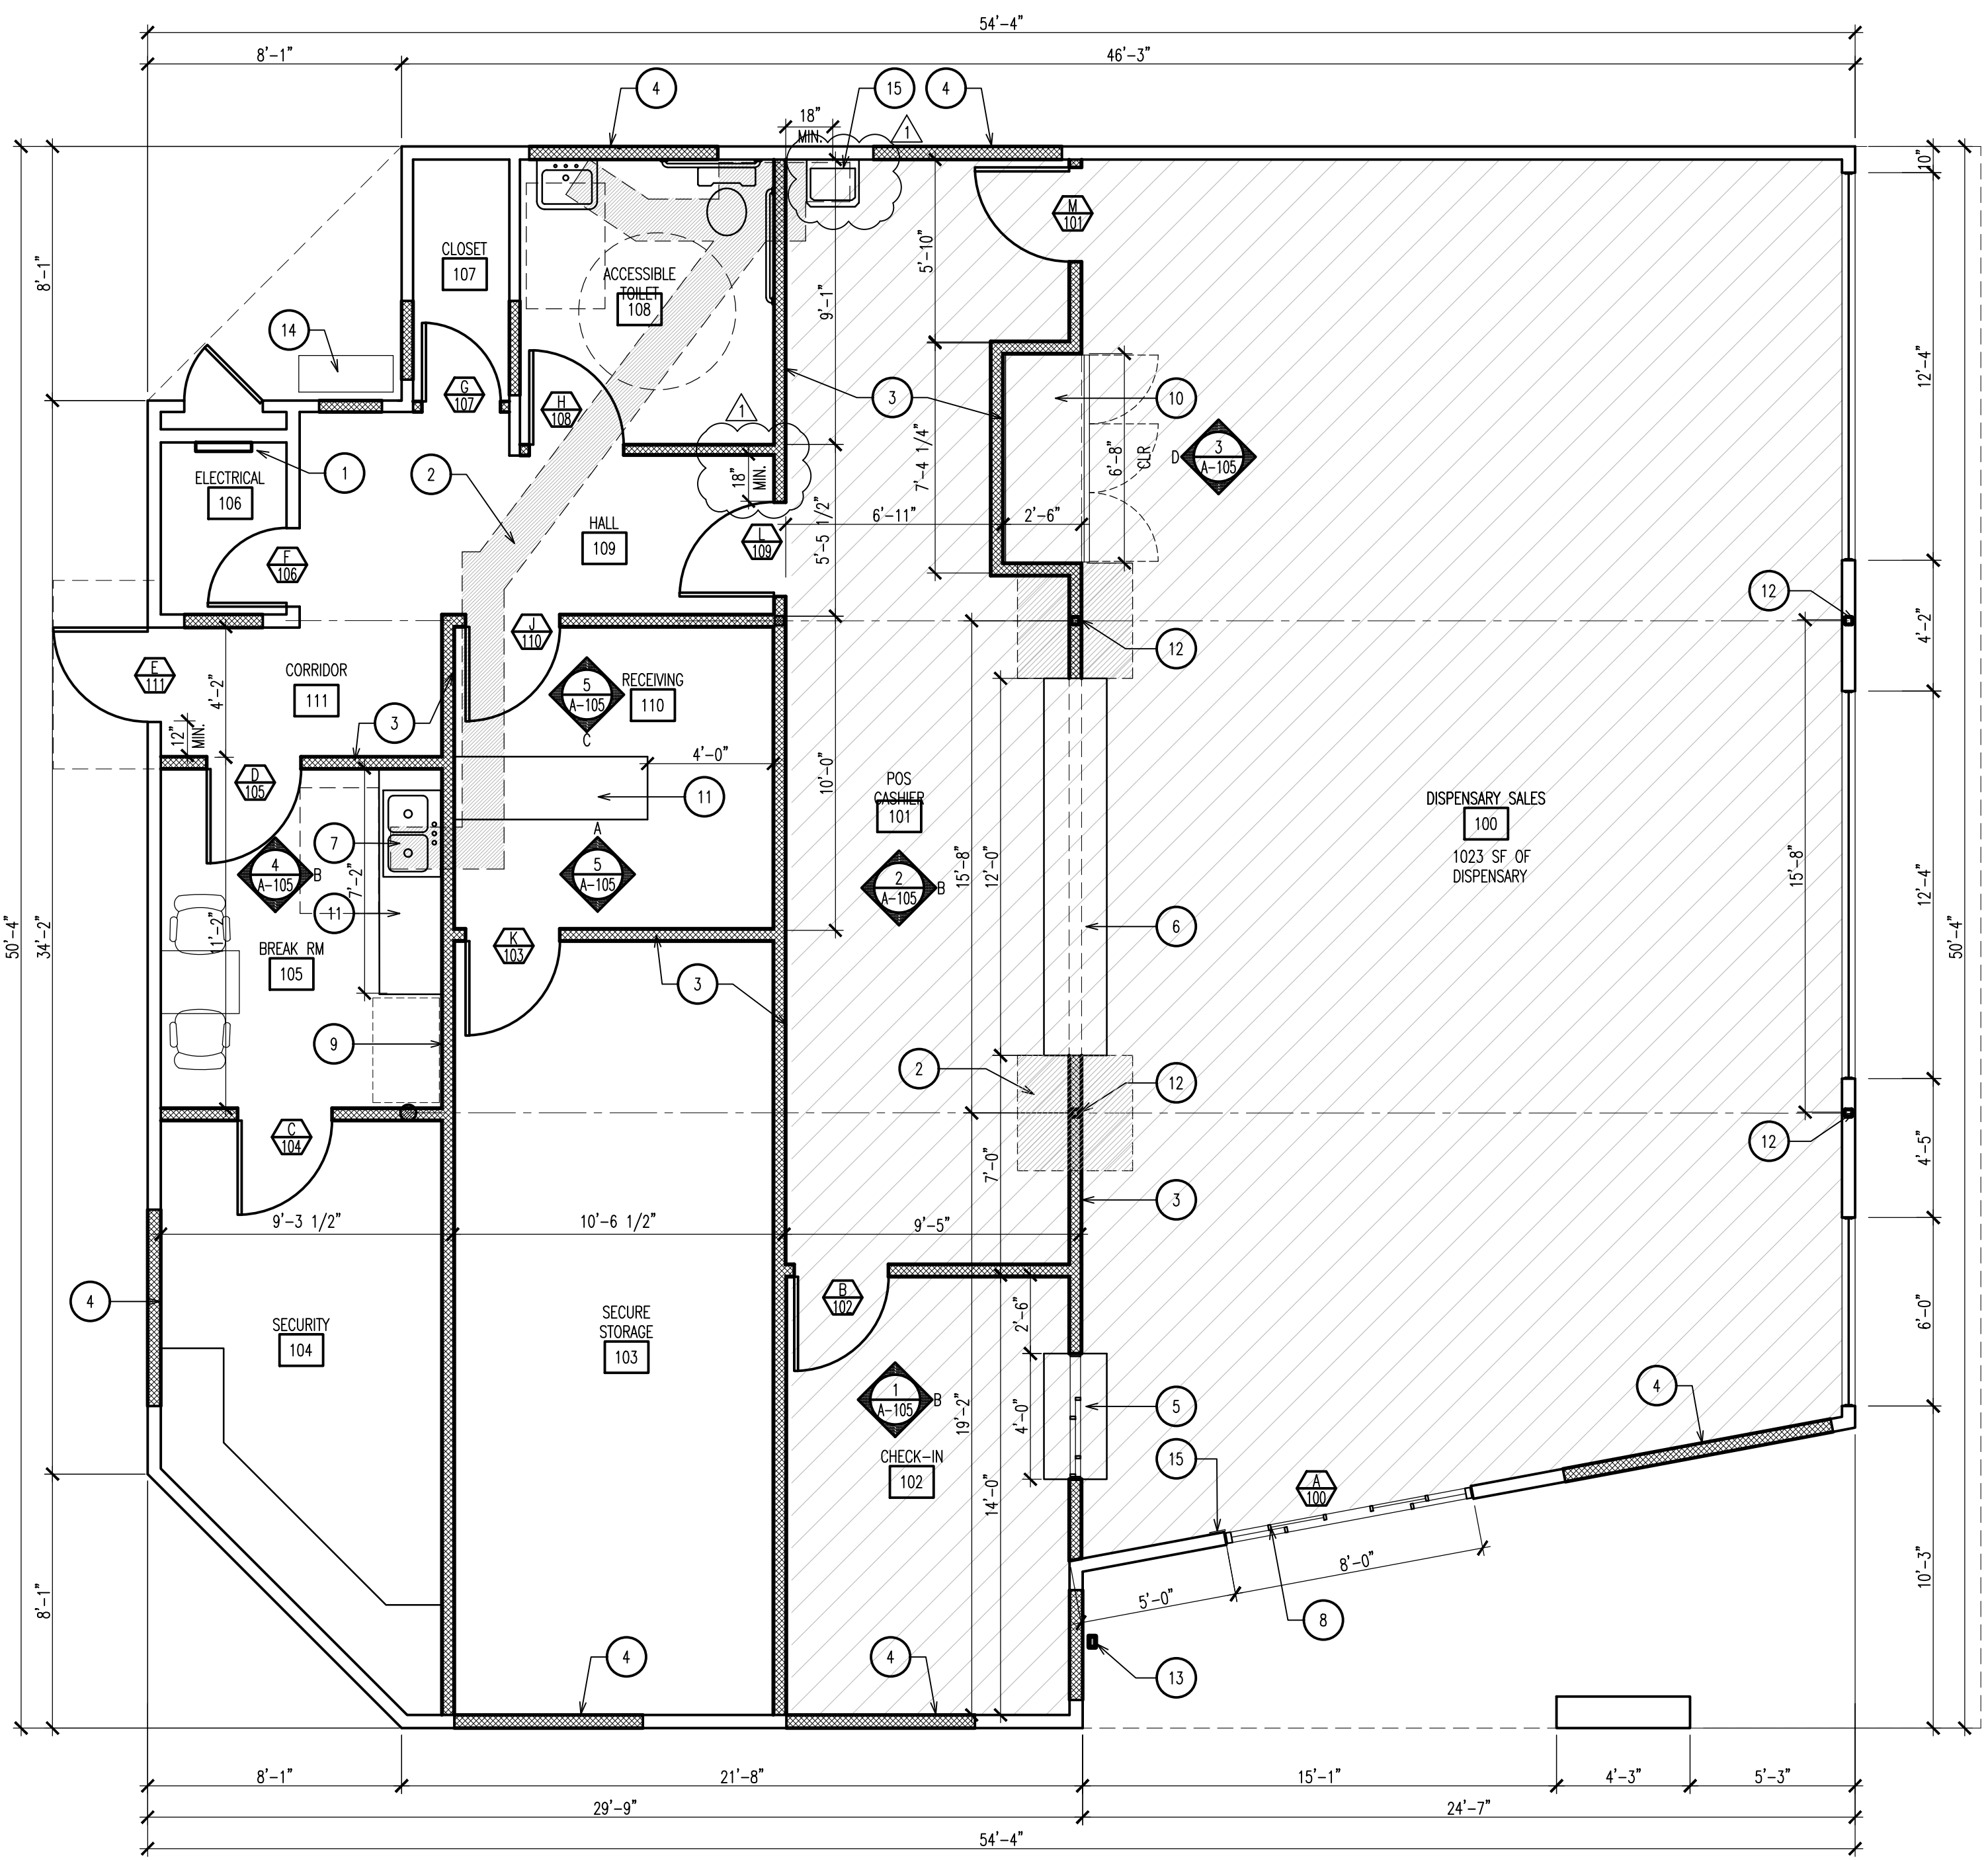 54'-4"
8'-1"
46'-3"
4
15
4
18"
MIN.
1
10"
M
101
CLOSET
107
ACCESSIBLE
TOILET
108
5'-10"
8'-1"
9'-1"
12'-4"
14
G
107
H
108
1
3
10
6'-8"
CLR
3
A-105
D
7'-4 1/4"
ELECTRICAL
106
1
2
18"
MIN.
HALL
109
L
109
6'-11"
2'-6"
5'-5 1/2"
F
106
12
12
4'-2"
J
110
E
111
CORRIDOR
111
4'-2"
12"
MIN.
3
5
A-105
C
RECEIVING
110
4'-0"
D
105
11
A
5
A-105
10'-0"
POS
CASHIER
101
2
A-105
B
15'-8"
12'-0"
DISPENSARY SALES
100
1023 SF OF
DISPENSARY
15'-8"
12'-4"
7
4
A-105
B
7'-2"
11
11'-2"
BREAK RM
105
9
50'-4"
34'-2"
50'-4"
6
K
103
3
2
12
12
C
104
4'-5"
7'-0"
3
9'-3 1/2"
10'-6 1/2"
9'-5"
4
B
102
2'-6"
6'-0"
SECURITY
104
SECURE
STORAGE
103
1
A-105
B
19'-2"
4'-0"
5
4
CHECK-IN
102
14'-0"
15
A
100
8'-0"
5'-0"
8
10'-3"
8'-1"
4
4
13
8'-1"
21'-8"
15'-1"
4'-3"
5'-3"
29'-9"
24'-7"
54'-4"